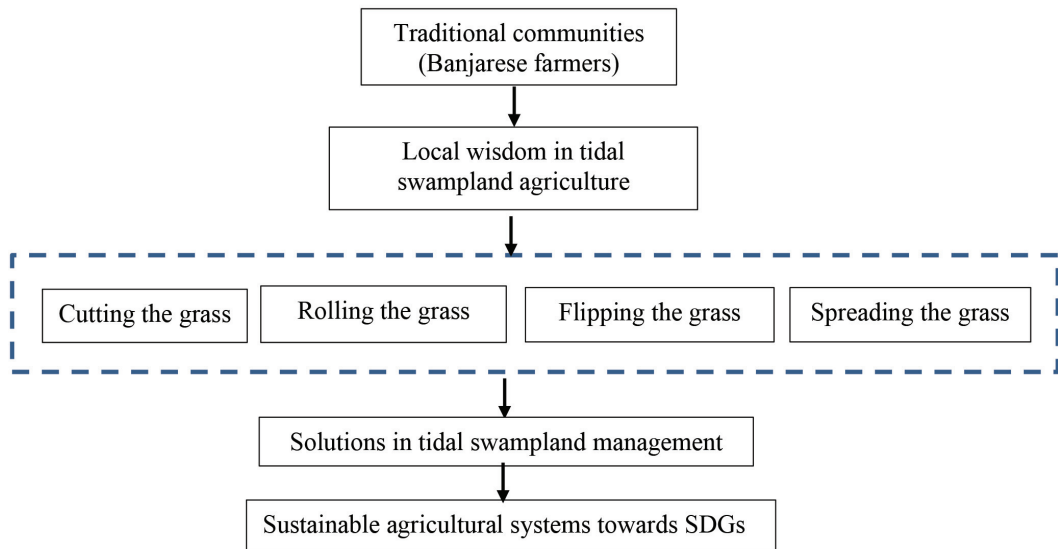 Traditional communities
(Banjarese farmers)
Local wisdom in tidal
swampland agriculture
Cutting the grass
Rolling the grass
Flipping the grass
Spreading the grass
Solutions in tidal swampland management
Sustainable agricultural systems towards SDGs